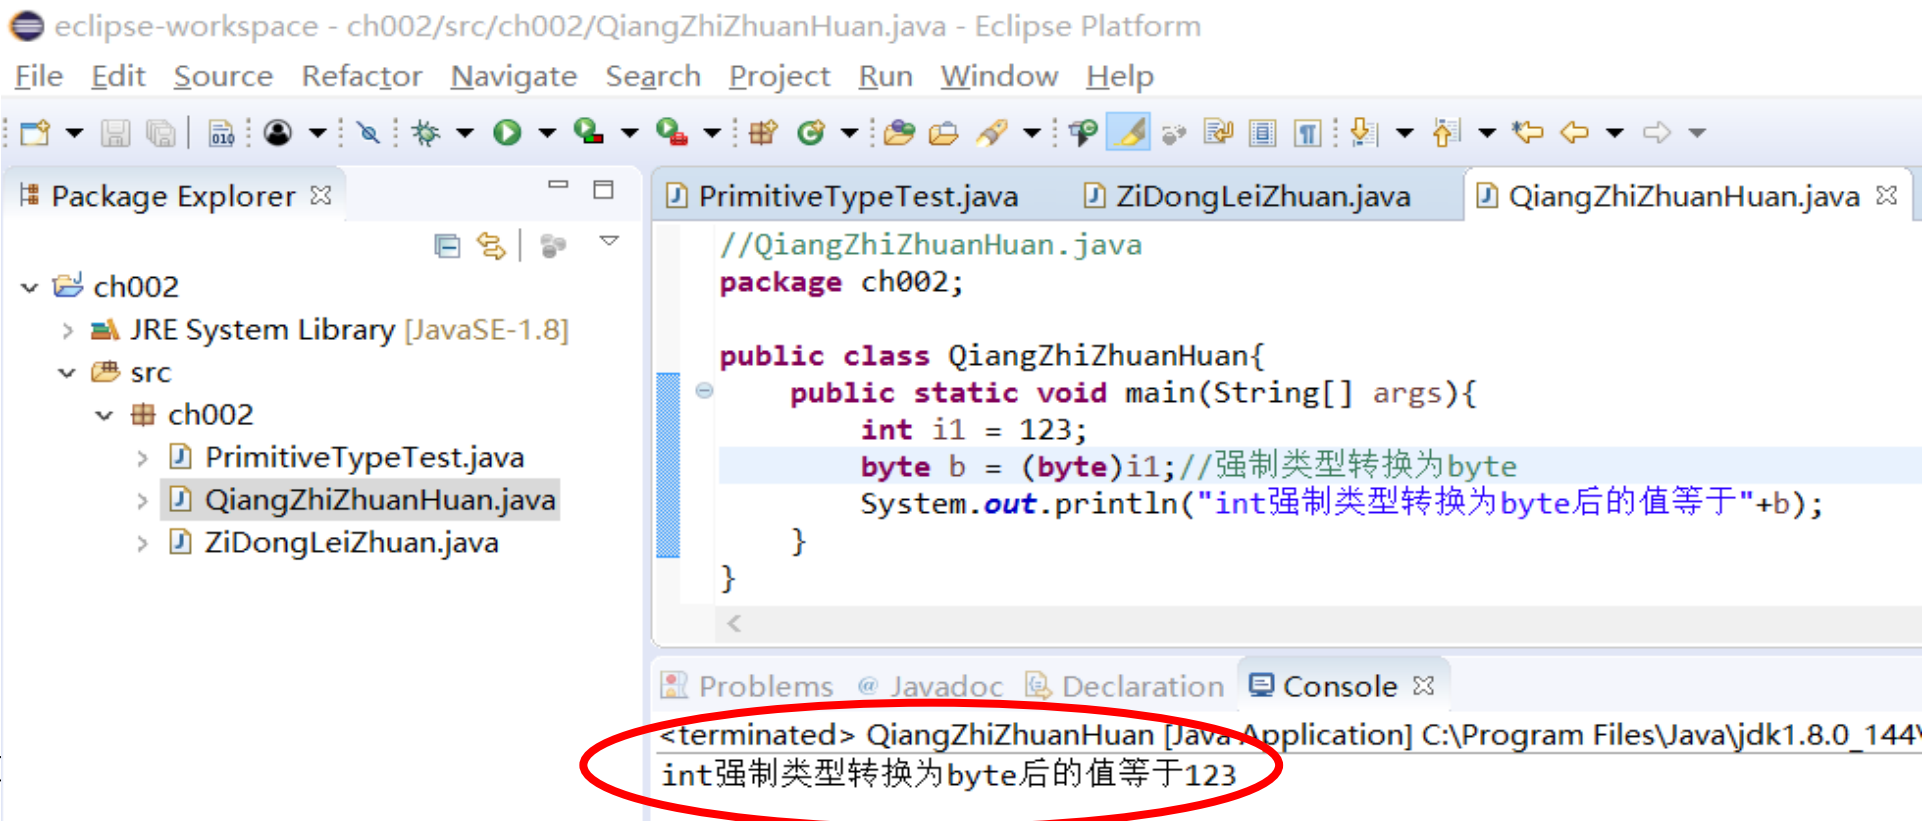 eclipse-workspace - ch002/src/ch002/QiangZhiZhuanHuan.java - Eclipse Platform
File Edit Source Refactor Navigate Search Project Run Window Help
Package Explorer
ch002
JRE System Library [JavaSE-1.8]
src
ch002
PrimitiveTypeTest.java
QiangZhiZhuanHuan.java
ZiDongLeiZhuan.java
PrimitiveTypeTest.java ZiDongLeiZhuan.java QiangZhiZhuanHuan.java
//QiangZhiZhuanHuan.java
package ch002;
public class QiangZhiZhuanHuan{
public static void main(String[] args){
int i1 = 123;
byte b = (byte)i1;//强制类型转换为byte
System.out.println("int强制类型转换为byte后的值等于"+b);
}
}
Problems @ Javadoc Declaration Console
<terminated> QiangZhiZhuanHuan [Java Application] C:\Program Files\Java\jdk1.8.0_144\
int强制类型转换为byte后的值等于123